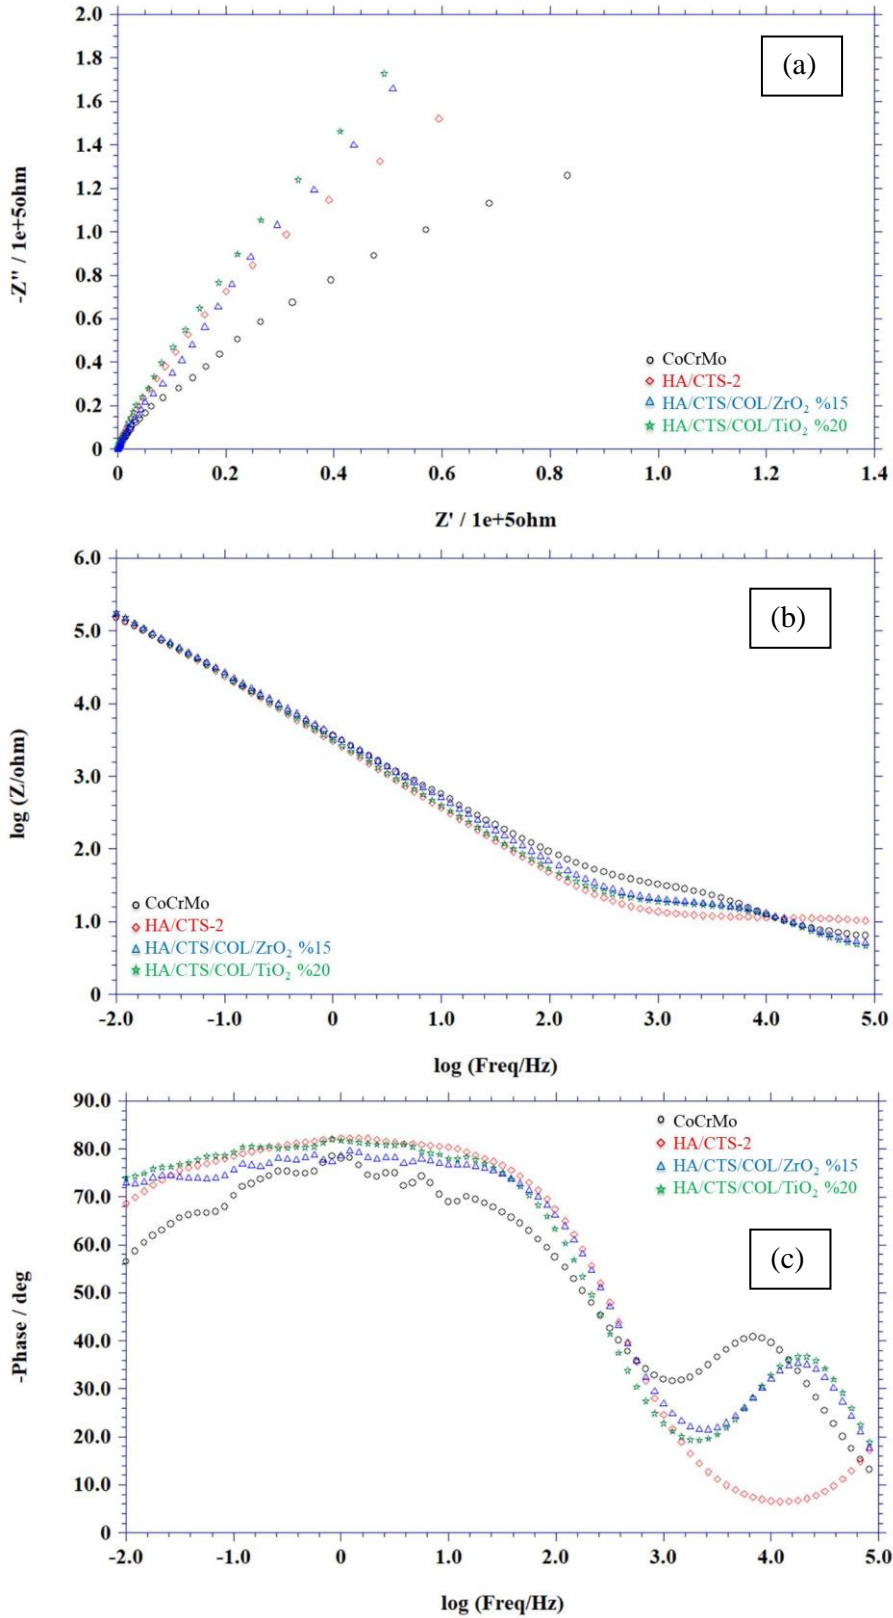 2.0
(a)
1.8
1.6
1.4
1.2
1.0
0.8
0.6
0.4
0.2
0
-Z'' / 1e+5ohm
CoCrMo
HA/CTS-2
HA/CTS/COL/ZrO₂ %15
HA/CTS/COL/TiO₂ %20
0 0.2 0.4 0.6 0.8 1.0 1.2 1.4
Z' / 1e+5ohm
6.0
(b)
5.0
4.0
3.0
2.0
1.0
0
log (Z/ohm)
CoCrMo
HA/CTS-2
HA/CTS/COL/ZrO₂ %15
HA/CTS/COL/TiO₂ %20
-2.0 -1.0 0 1.0 2.0 3.0 4.0 5.0
log (Freq/Hz)
90.0
80.0
70.0
60.0
50.0
40.0
30.0
20.0
10.0
0
-Phase / deg
CoCrMo
HA/CTS-2
HA/CTS/COL/ZrO₂ %15
HA/CTS/COL/TiO₂ %20
(c)
-2.0 -1.0 0 1.0 2.0 3.0 4.0 5.0
log (Freq/Hz)